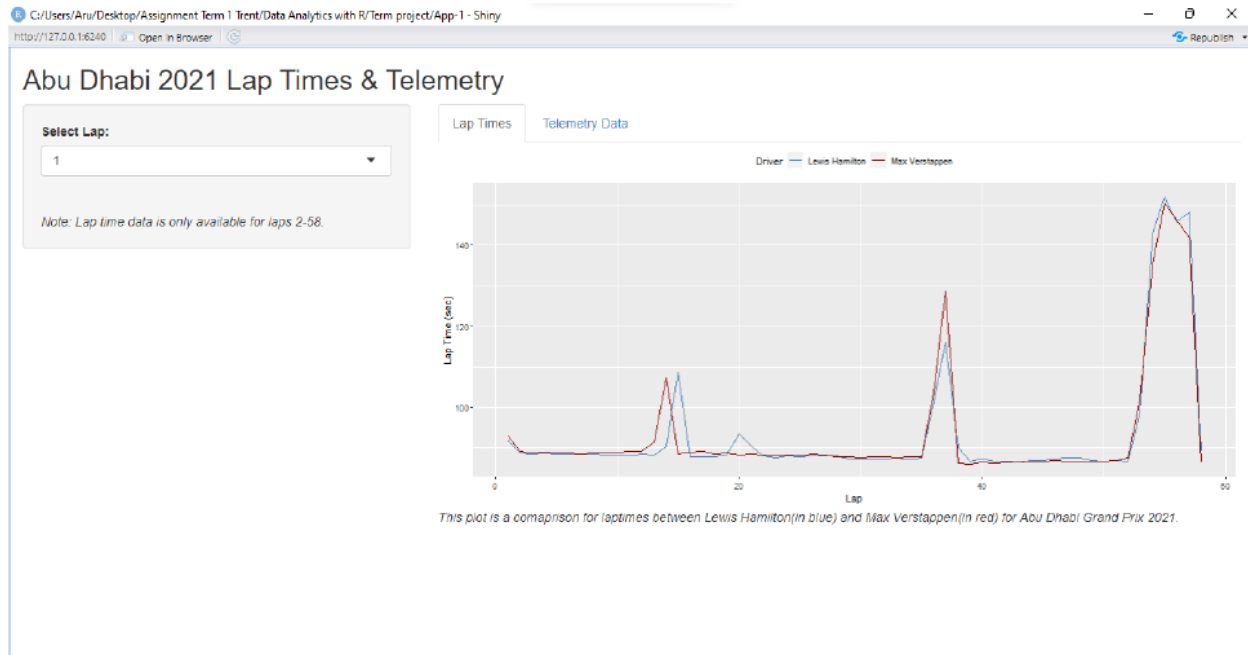 C:/Users/Aru/Desktop/Assignment Term 1 Trent/Data Analytics with R/Term project/App-1 - Shiny
http://127.0.0.1:6240 Open in Browser Republish
Abu Dhabi 2021 Lap Times & Telemetry
Select Lap:
1
Note: Lap time data is only available for laps 2-58.
Lap Times Telemetry Data
Driver Lewis Hamilton Max Verstappen
Lap Time (sec)
140
120
100
0 20 40 60
Lap
This plot is a comaprison for laptimes between Lewis Hamilton(in blue) and Max Verstappen(in red) for Abu Dhabi Grand Prix 2021.